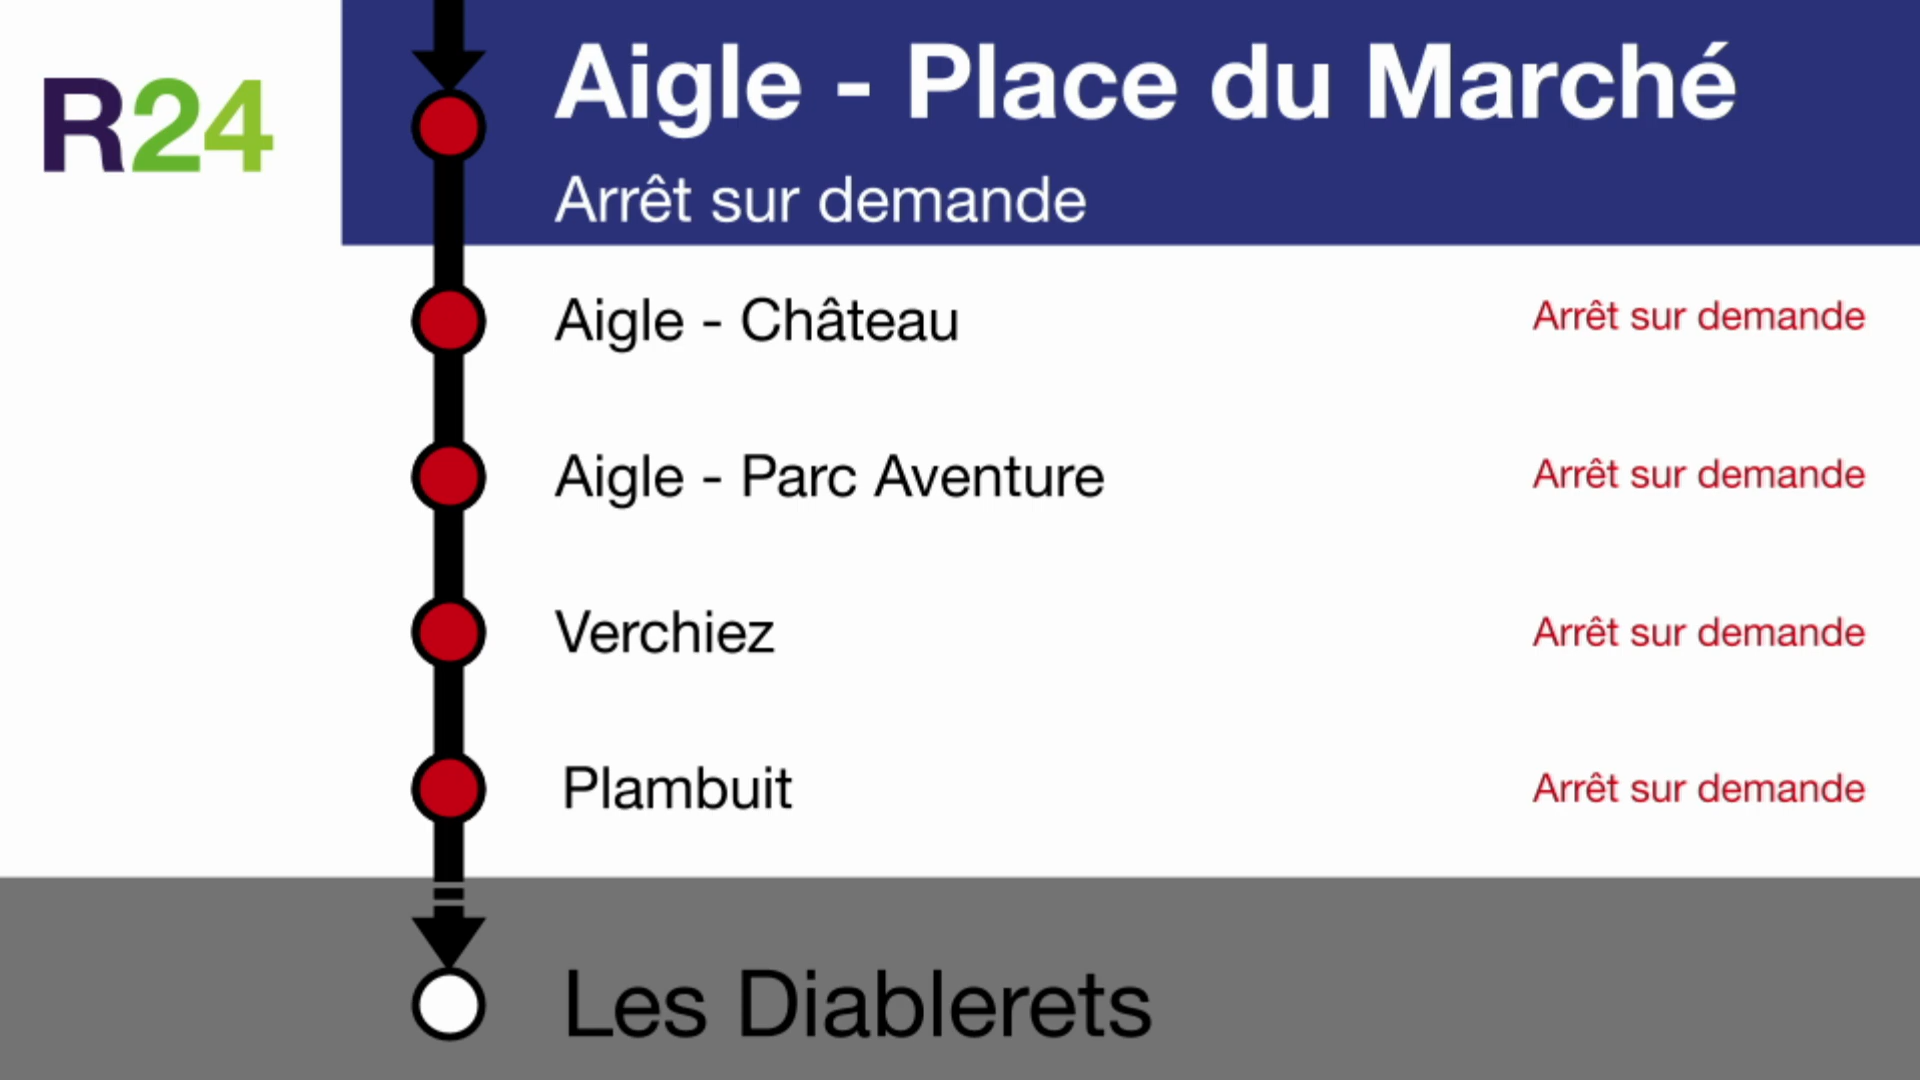 R24
Aigle - Place du Marché
Arrêt sur demande
Aigle - Château Arrêt sur demande
Aigle - Parc Aventure Arrêt sur demande
Verchiez Arrêt sur demande
Plambuit Arrêt sur demande
Les Diablerets